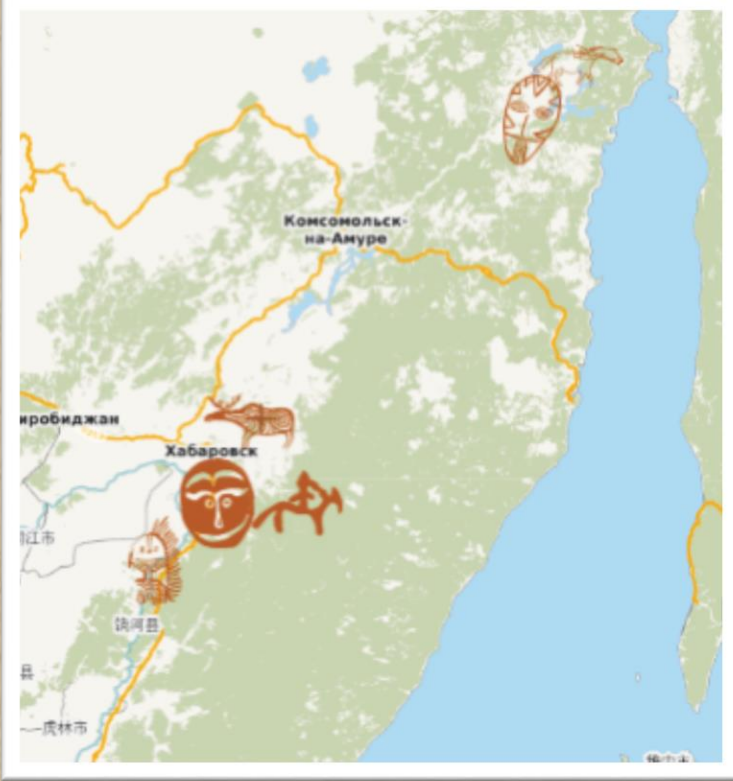 Комсомольск-
на-Амуре
иробиджан
Хабаровск
江市
饶河县
县
虎林市